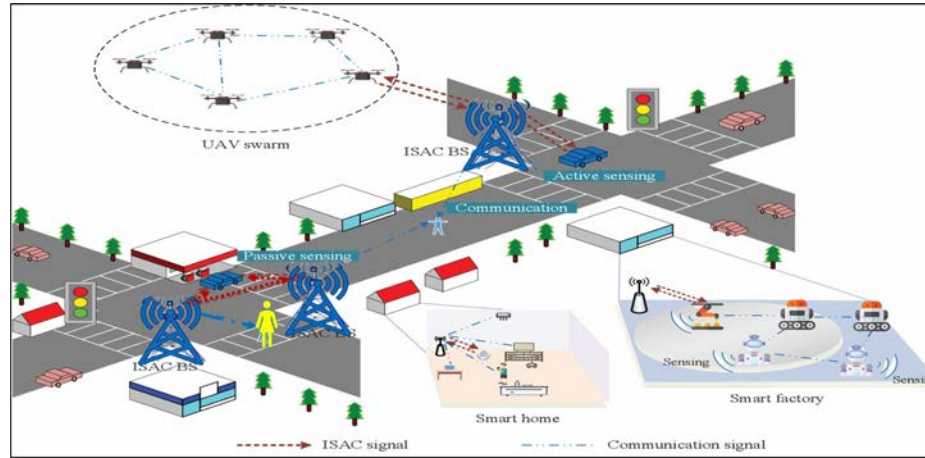 UAV swarm
ISAC BS
Active sensing
Communication
Passive sensing
ISAC BS
ISAC BS
Sensing
Sensi
Smart home
Smart factory
ISAC signal
Communication signal